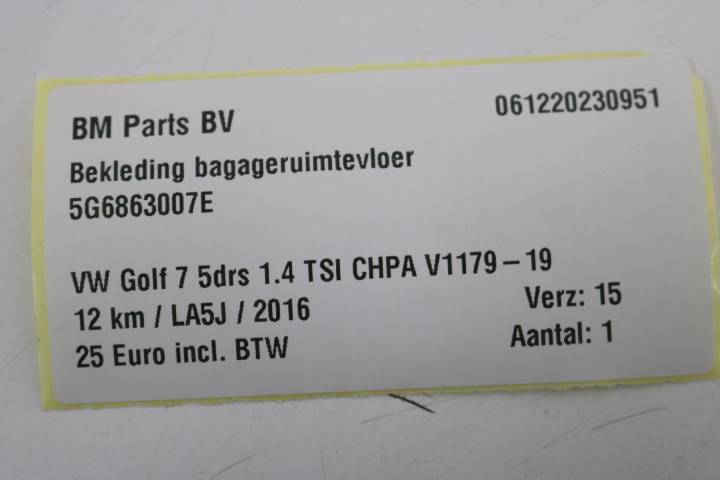 BM Parts BV 061220230951
Bekleding bagageruimtevloer
5G6863007E
VW Golf 7 5drs 1.4 TSI CHPA V1179-19
12 km / LA5J / 2016 Verz: 15
25 Euro incl. BTW Aantal: 1